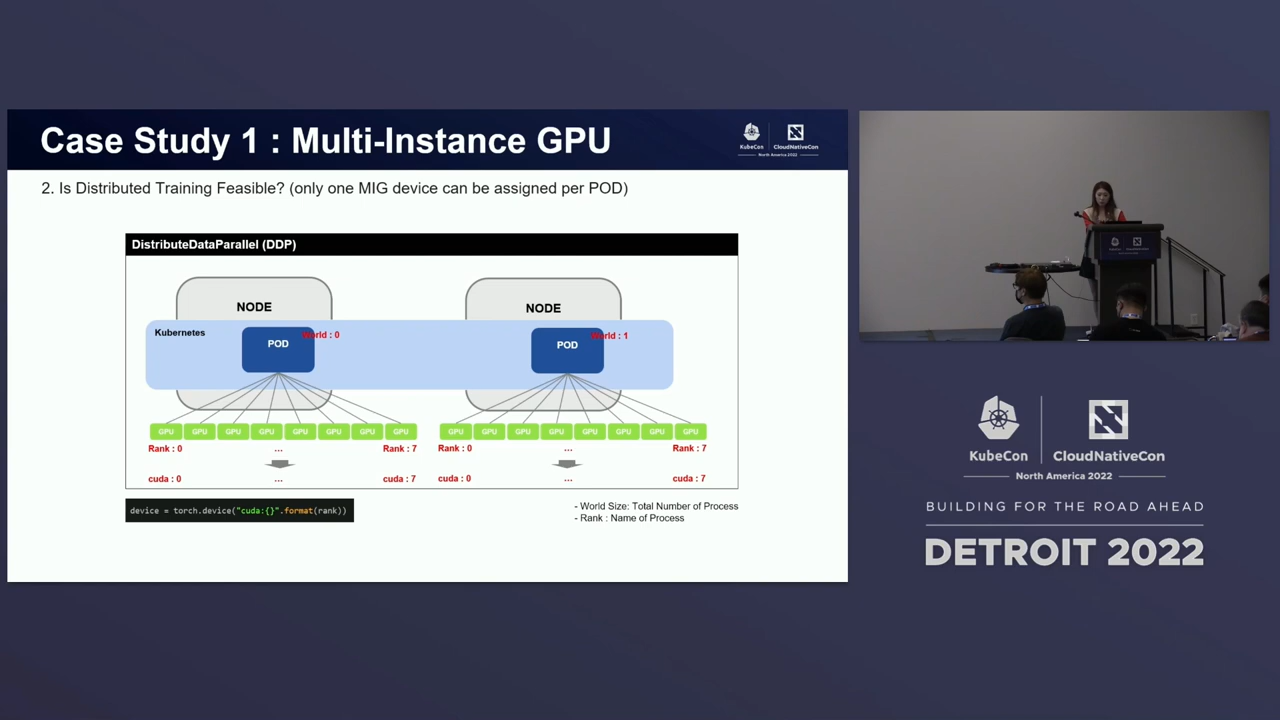 Case Study 1 : Multi-Instance GPU
KubeCon
CloudNativeCon
North America 2022
2. Is Distributed Training Feasible? (only one MIG device can be assigned per POD)
DistributeDataParallel (DDP)
NODE
NODE
Kubernetes
World : 0
POD
World : 1
POD
GPU GPU GPU GPU GPU GPU GPU GPU
GPU GPU GPU GPU GPU GPU GPU GPU
Rank : 0 ... Rank : 7
Rank : 0 ... Rank : 7
cuda : 0 ... cuda : 7
cuda : 0 ... cuda : 7
device = torch.device("cuda:{}".format(rank))
- World Size: Total Number of Process
- Rank : Name of Process
KubeCon
CloudNativeCon
North America 2022
BUILDING FOR THE ROAD AHEAD
DETROIT 2022